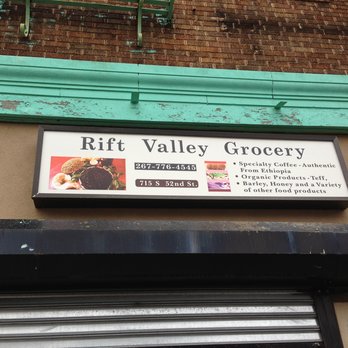 Rift Valley Grocery
267-776-4545
715 S 52nd St.
• Specialty Coffee - Authentic
From Ethiopia
• Organic Products - Teff,
• Barley, Honey and a Variety
of other food products